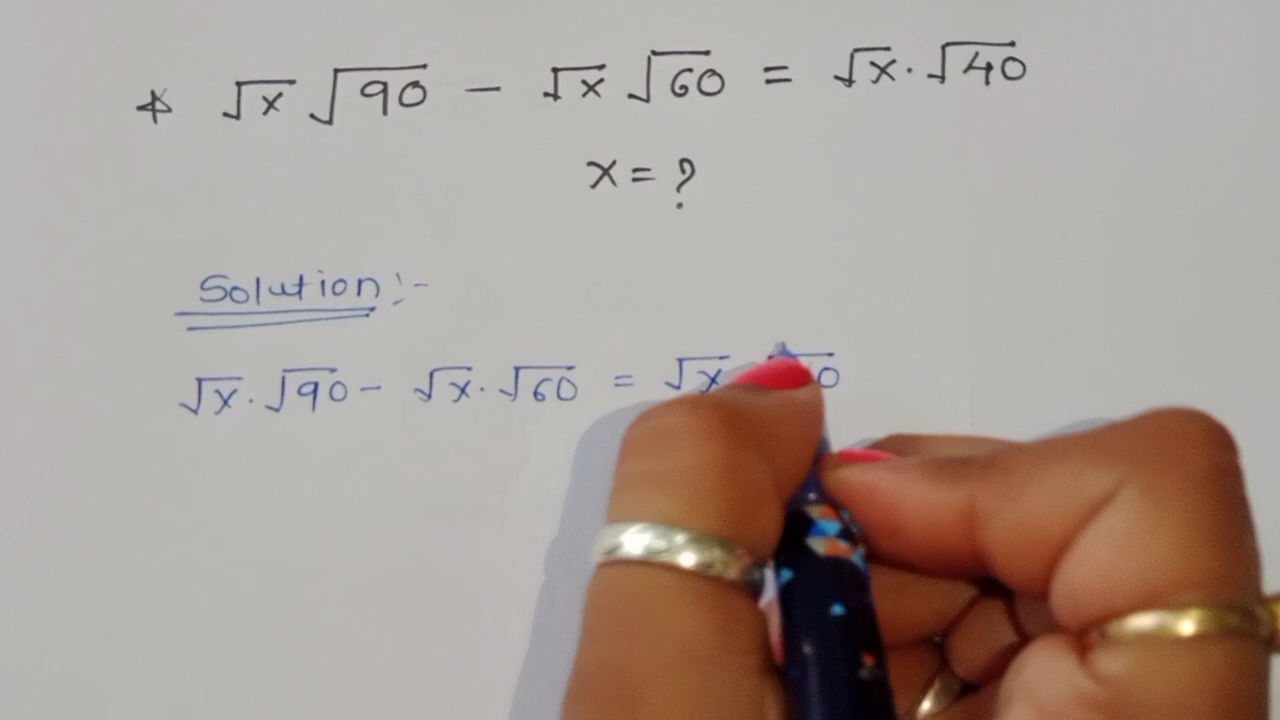 * √x √90 − √x √60 = √x · √40
x = ?
Solution :-
√x · √90 − √x · √60 = √x